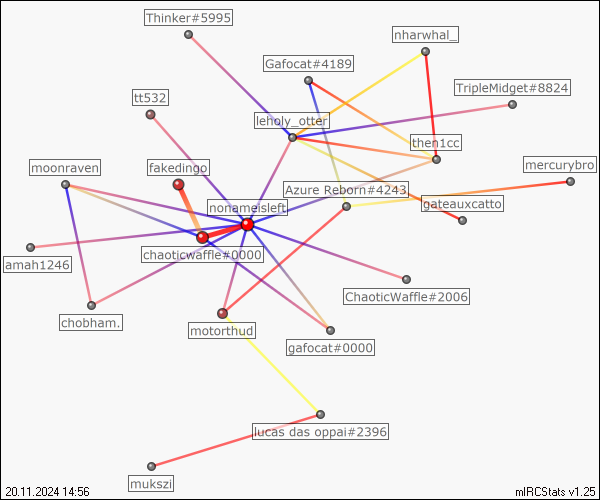 Thinker#5995
nharwhal_
Gafocat#4189
TripleMidget#8824
tt532
leholy_otter
then1cc
moonraven
fakedingo
mercurybro
Azure Reborn#4243
nonameisleft
gateauxcatto
chaoticwaffle#0000
amah1246
ChaoticWaffle#2006
chobham.
motorthud
gafocat#0000
lucas das oppai#2396
mukszi
20.11.2024 14:56
mIRCStats v1.25